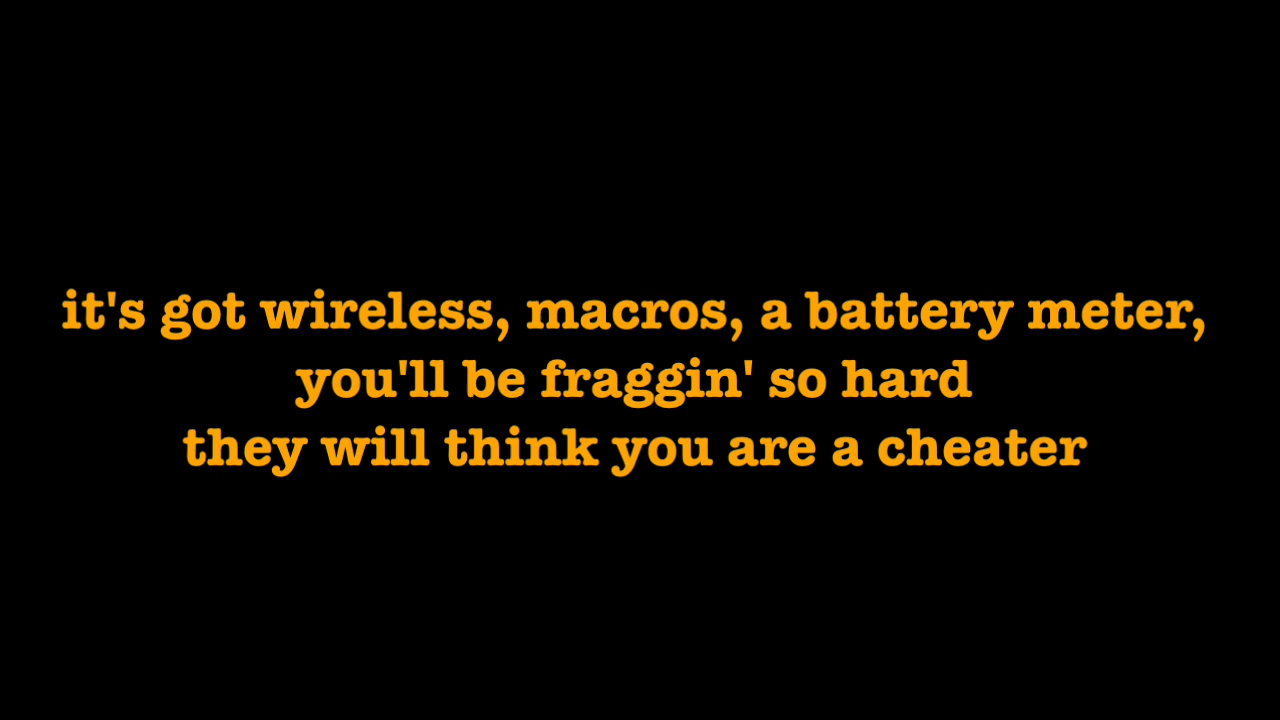 it's got wireless, macros, a battery meter,
you'll be fraggin' so hard
they will think you are a cheater